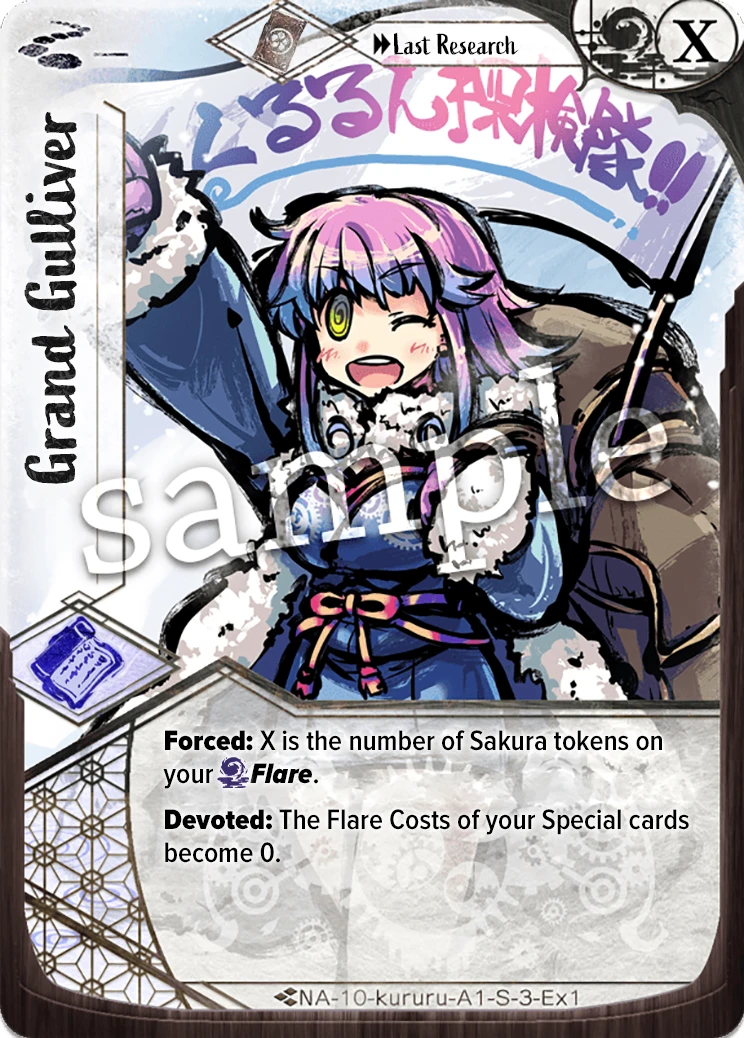 Last Research
X
くるるん探検隊!!
Grand Gulliver
sample
Forced: X is the number of Sakura tokens on
your Flare.
Devoted: The Flare Costs of your Special cards
become 0.
NA-10-kururu-A1-S-3-Ex1